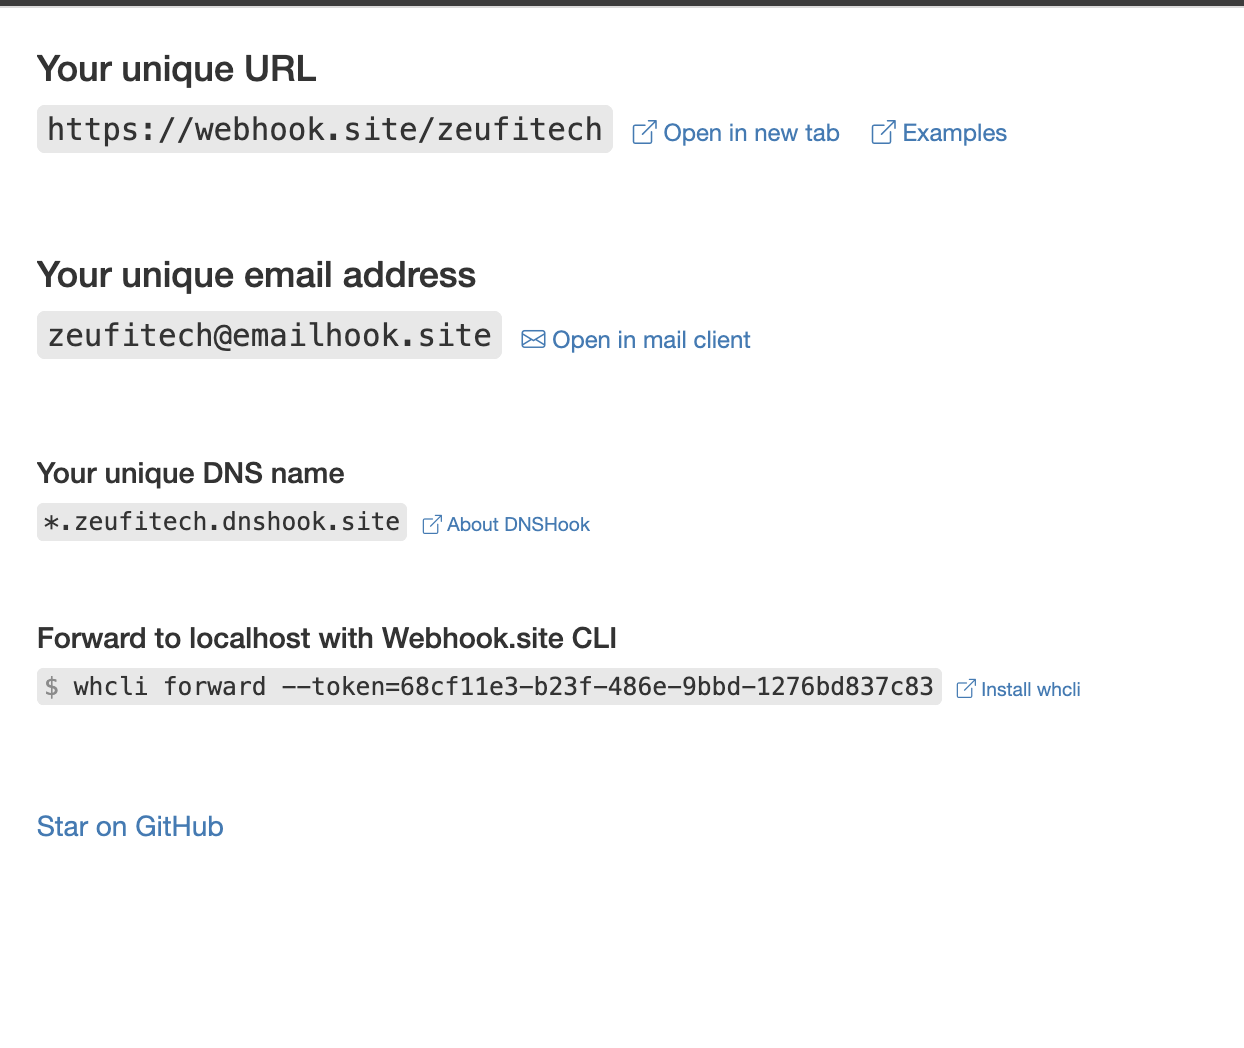 Your unique URL
https://webhook.site/zeufitech Open in new tab Examples
Your unique email address
zeufitech@emailhook.site Open in mail client
Your unique DNS name
*.zeufitech.dnshook.site About DNSHook
Forward to localhost with Webhook.site CLI
$ whcli forward --token=68cf11e3-b23f-486e-9bbd-1276bd837c83 Install whcli
Star on GitHub